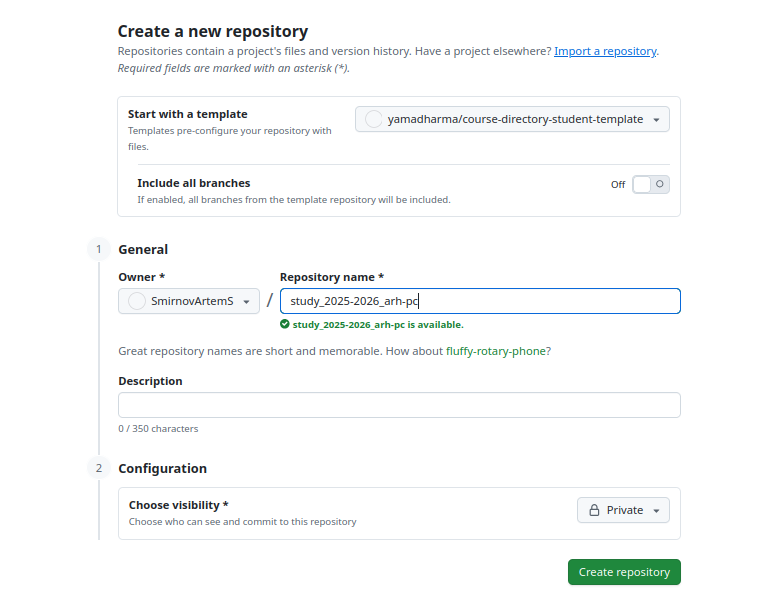 Create a new repository
Repositories contain a project's files and version history. Have a project elsewhere? Import a repository.
Required fields are marked with an asterisk (*).
Start with a template
Templates pre-configure your repository with
files.
yamadharma/course-directory-student-template
Include all branches
If enabled, all branches from the template repository will be included.
Off
1
General
Owner *
Repository name *
SmirnovArtemS
/
study_2025-2026_arh-pc
study_2025-2026_arh-pc is available.
Great repository names are short and memorable. How about fluffy-rotary-phone?
Description
0 / 350 characters
2
Configuration
Choose visibility *
Choose who can see and commit to this repository
Private
Create repository